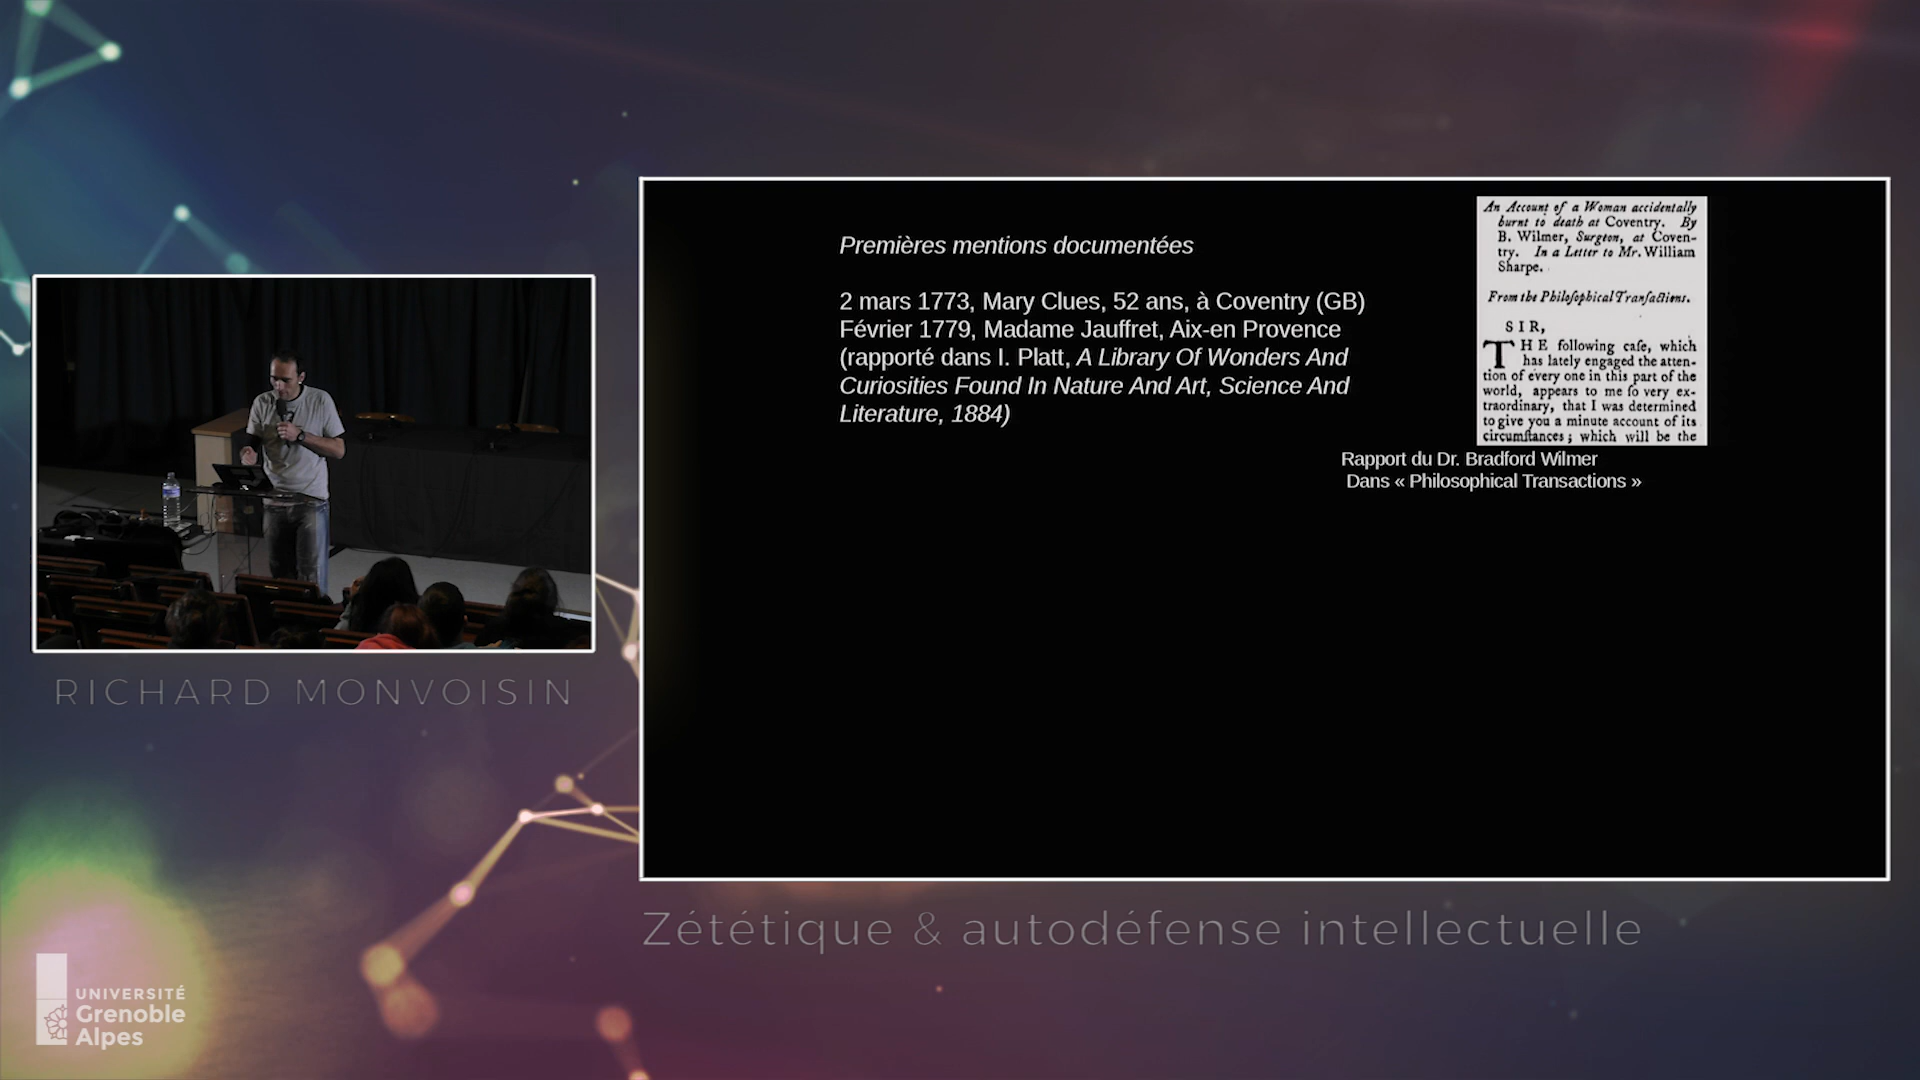 Premières mentions documentées
2 mars 1773, Mary Clues, 52 ans, à Coventry (GB)
Février 1779, Madame Jauffret, Aix-en Provence
(rapporté dans I. Platt, A Library Of Wonders And
Curiosities Found In Nature And Art, Science And
Literature, 1884)
An Account of a Woman accidentally
burnt to death at Coventry. By
B. Wilmer, Surgeon, at Coven-
try. In a Letter to Mr. William
Sharpe.
From the Philoſophical Tranſactions.
SIR,
THE following caſe, which
has lately engaged the atten-
tion of every one in this part of the
world, appears to me ſo very ex-
traordinary, that I was determined
to give you a minute account of its
circumſtances; which will be the
Rapport du Dr. Bradford Wilmer
Dans « Philosophical Transactions »
RICHARD MONVOISIN
Zététique & autodéfense intellectuelle
UNIVERSITÉ
Grenoble
Alpes